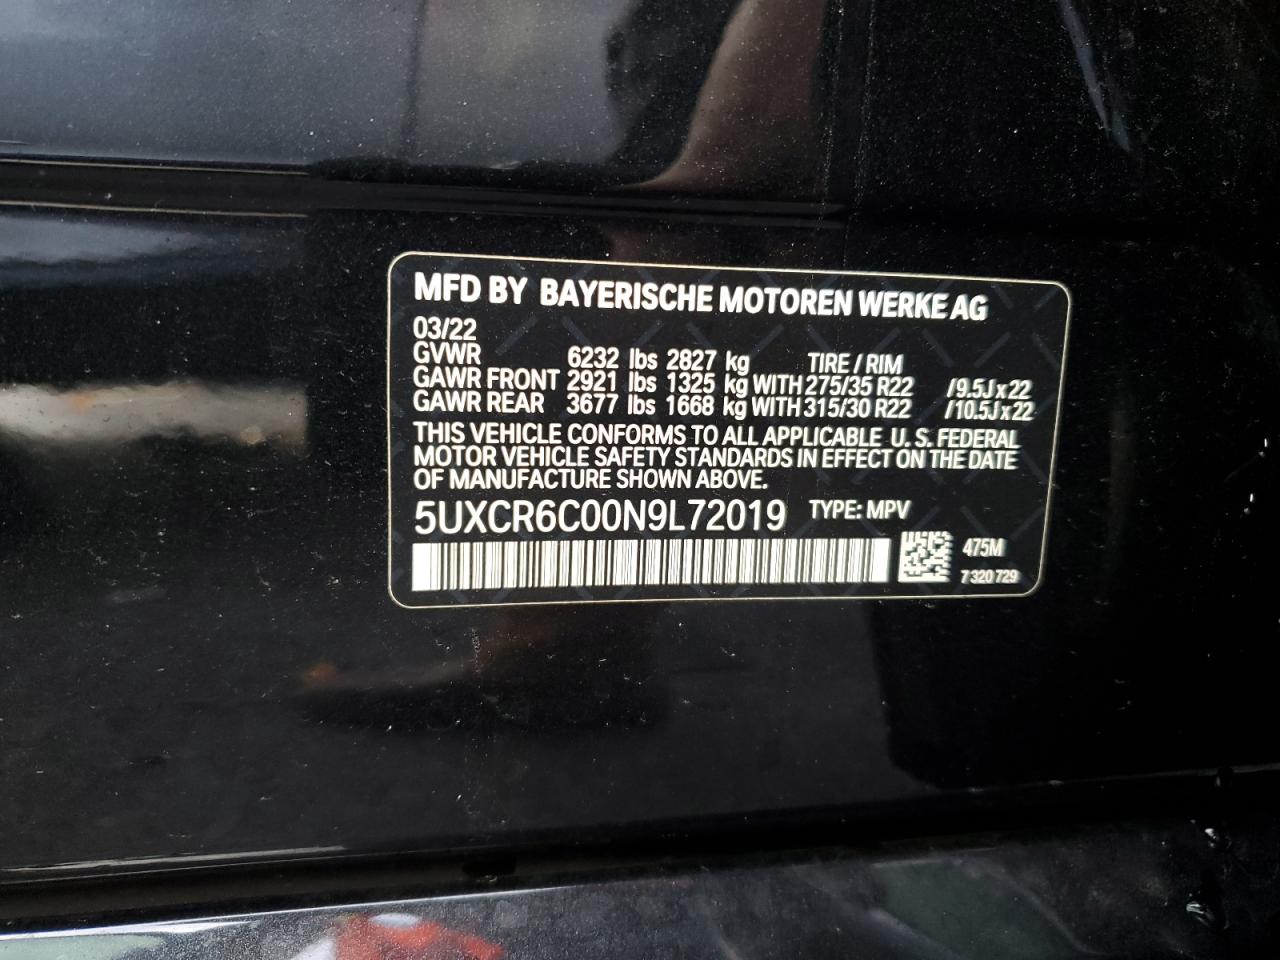 MFD BY BAYERISCHE MOTOREN WERKE AG
03/22
GVWR 6232 lbs 2827 kg TIRE / RIM
GAWR FRONT 2921 lbs 1325 kg WITH 275/35 R22 /9.5J x 22
GAWR REAR 3677 lbs 1668 kg WITH 315/30 R22 /10.5J x 22
THIS VEHICLE CONFORMS TO ALL APPLICABLE U. S. FEDERAL
MOTOR VEHICLE SAFETY STANDARDS IN EFFECT ON THE DATE
OF MANUFACTURE SHOWN ABOVE.
5UXCR6C00N9L72019 TYPE: MPV
475M
7 320 729